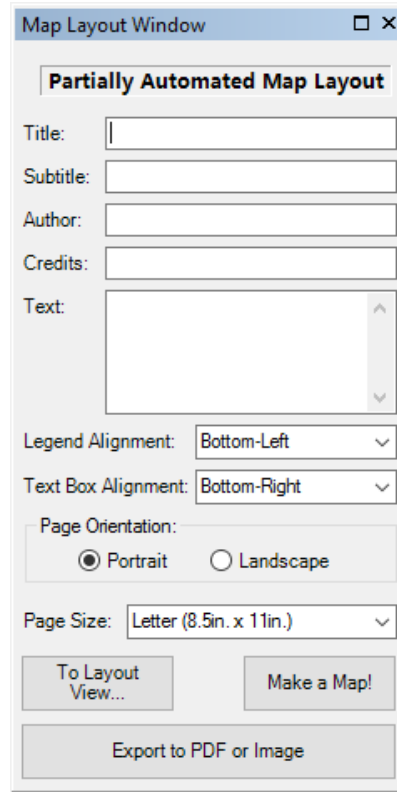 Map Layout Window
Partially Automated Map Layout
Title:
Subtitle:
Author:
Credits:
Text:
Legend Alignment: Bottom-Left
Text Box Alignment: Bottom-Right
Page Orientation:
Portrait Landscape
Page Size: Letter (8.5in. x 11in.)
To Layout
View...
Make a Map!
Export to PDF or Image